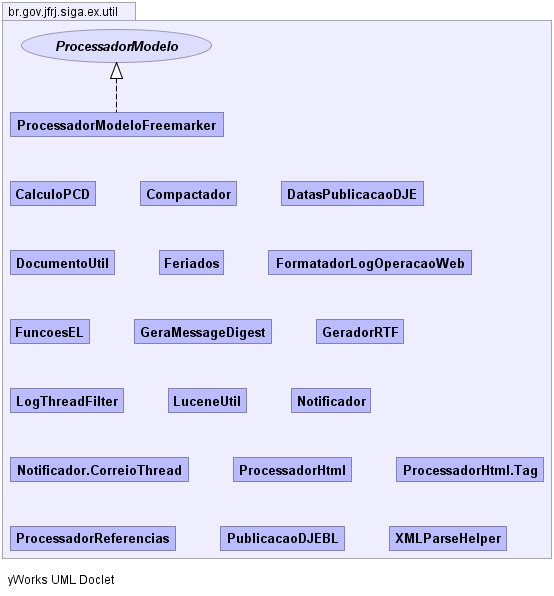 br.gov.jfrj.siga.ex.util
ProcessadorModelo
ProcessadorModeloFreemarker
CalculoPCD Compactador DatasPublicacaoDJE
DocumentoUtil Feriados FormatadorLogOperacaoWeb
FuncoesEL GeraMessageDigest GeradorRTF
LogThreadFilter LuceneUtil Notificador
Notificador.CorreioThread ProcessadorHtml ProcessadorHtml.Tag
ProcessadorReferencias PublicacaoDJEBL XMLParseHelper
yWorks UML Doclet